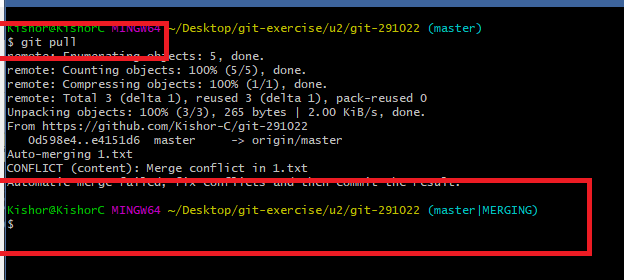 Kishor@KishorC MINGW64 ~/Desktop/git-exercise/u2/git-291022 (master)
$ git pull
remote: Enumerating objects: 5, done.
remote: Counting objects: 100% (5/5), done.
remote: Compressing objects: 100% (1/1), done.
remote: Total 3 (delta 1), reused 3 (delta 1), pack-reused 0
Unpacking objects: 100% (3/3), 265 bytes | 2.00 KiB/s, done.
From https://github.com/Kishor-C/git-291022
   0d598e4..e4151d6  master     -> origin/master
Auto-merging 1.txt
CONFLICT (content): Merge conflict in 1.txt
Automatic merge failed; fix conflicts and then commit the result.
Kishor@KishorC MINGW64 ~/Desktop/git-exercise/u2/git-291022 (master|MERGING)
$